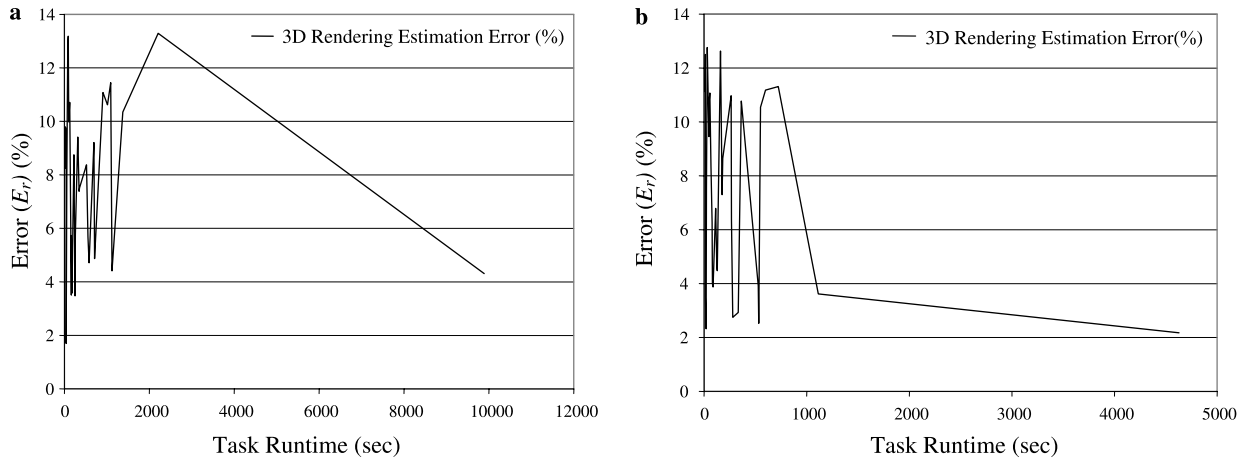 a
14
12
10
8
6
4
2
0
Error (Er) (%)
3D Rendering Estimation Error (%)
0 2000 4000 6000 8000 10000 12000
Task Runtime (sec)
b
14
12
10
8
6
4
2
0
Error (Er) (%)
3D Rendering Estimation Error(%)
0 1000 2000 3000 4000 5000
Task Runtime (sec)